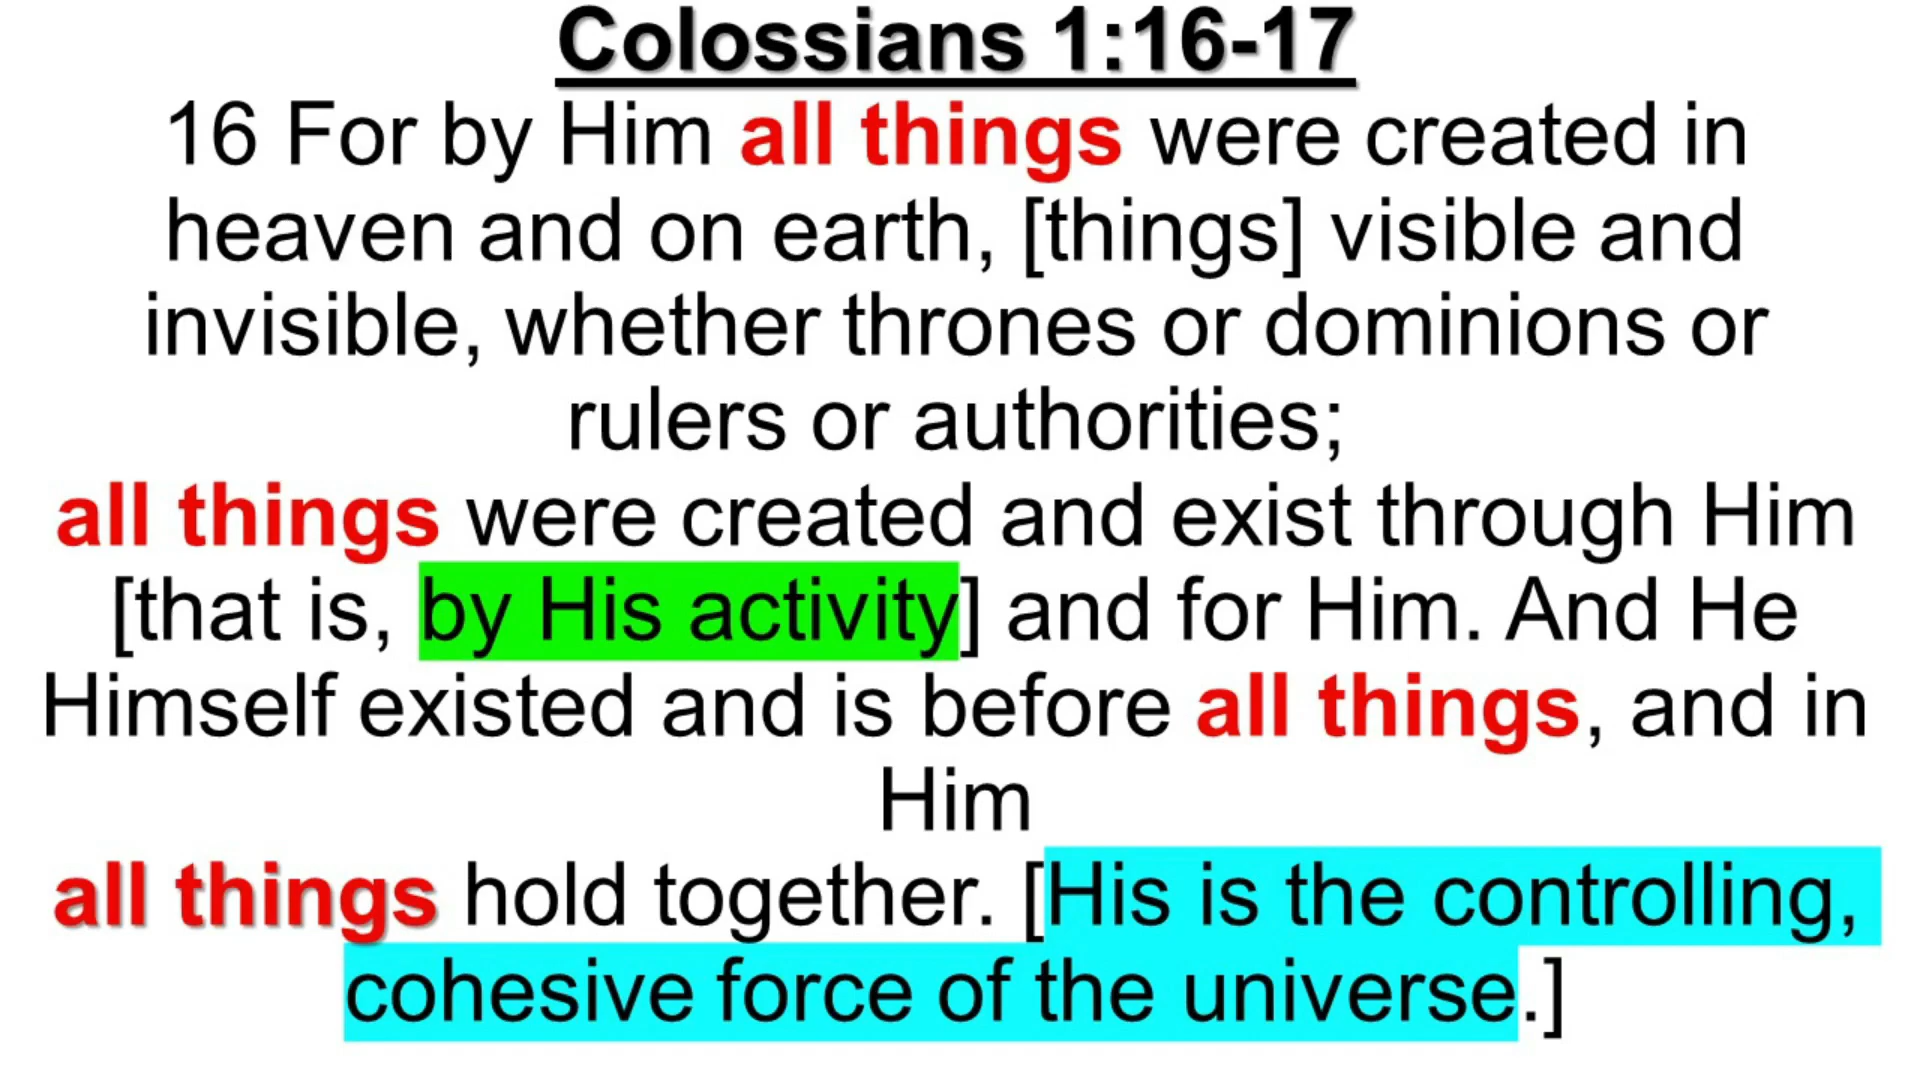 Colossians 1:16-17
16 For by Him all things were created in
heaven and on earth, [things] visible and
invisible, whether thrones or dominions or
rulers or authorities;
all things were created and exist through Him
[that is, by His activity] and for Him. And He
Himself existed and is before all things, and in
Him
all things hold together. [His is the controlling,
cohesive force of the universe.]